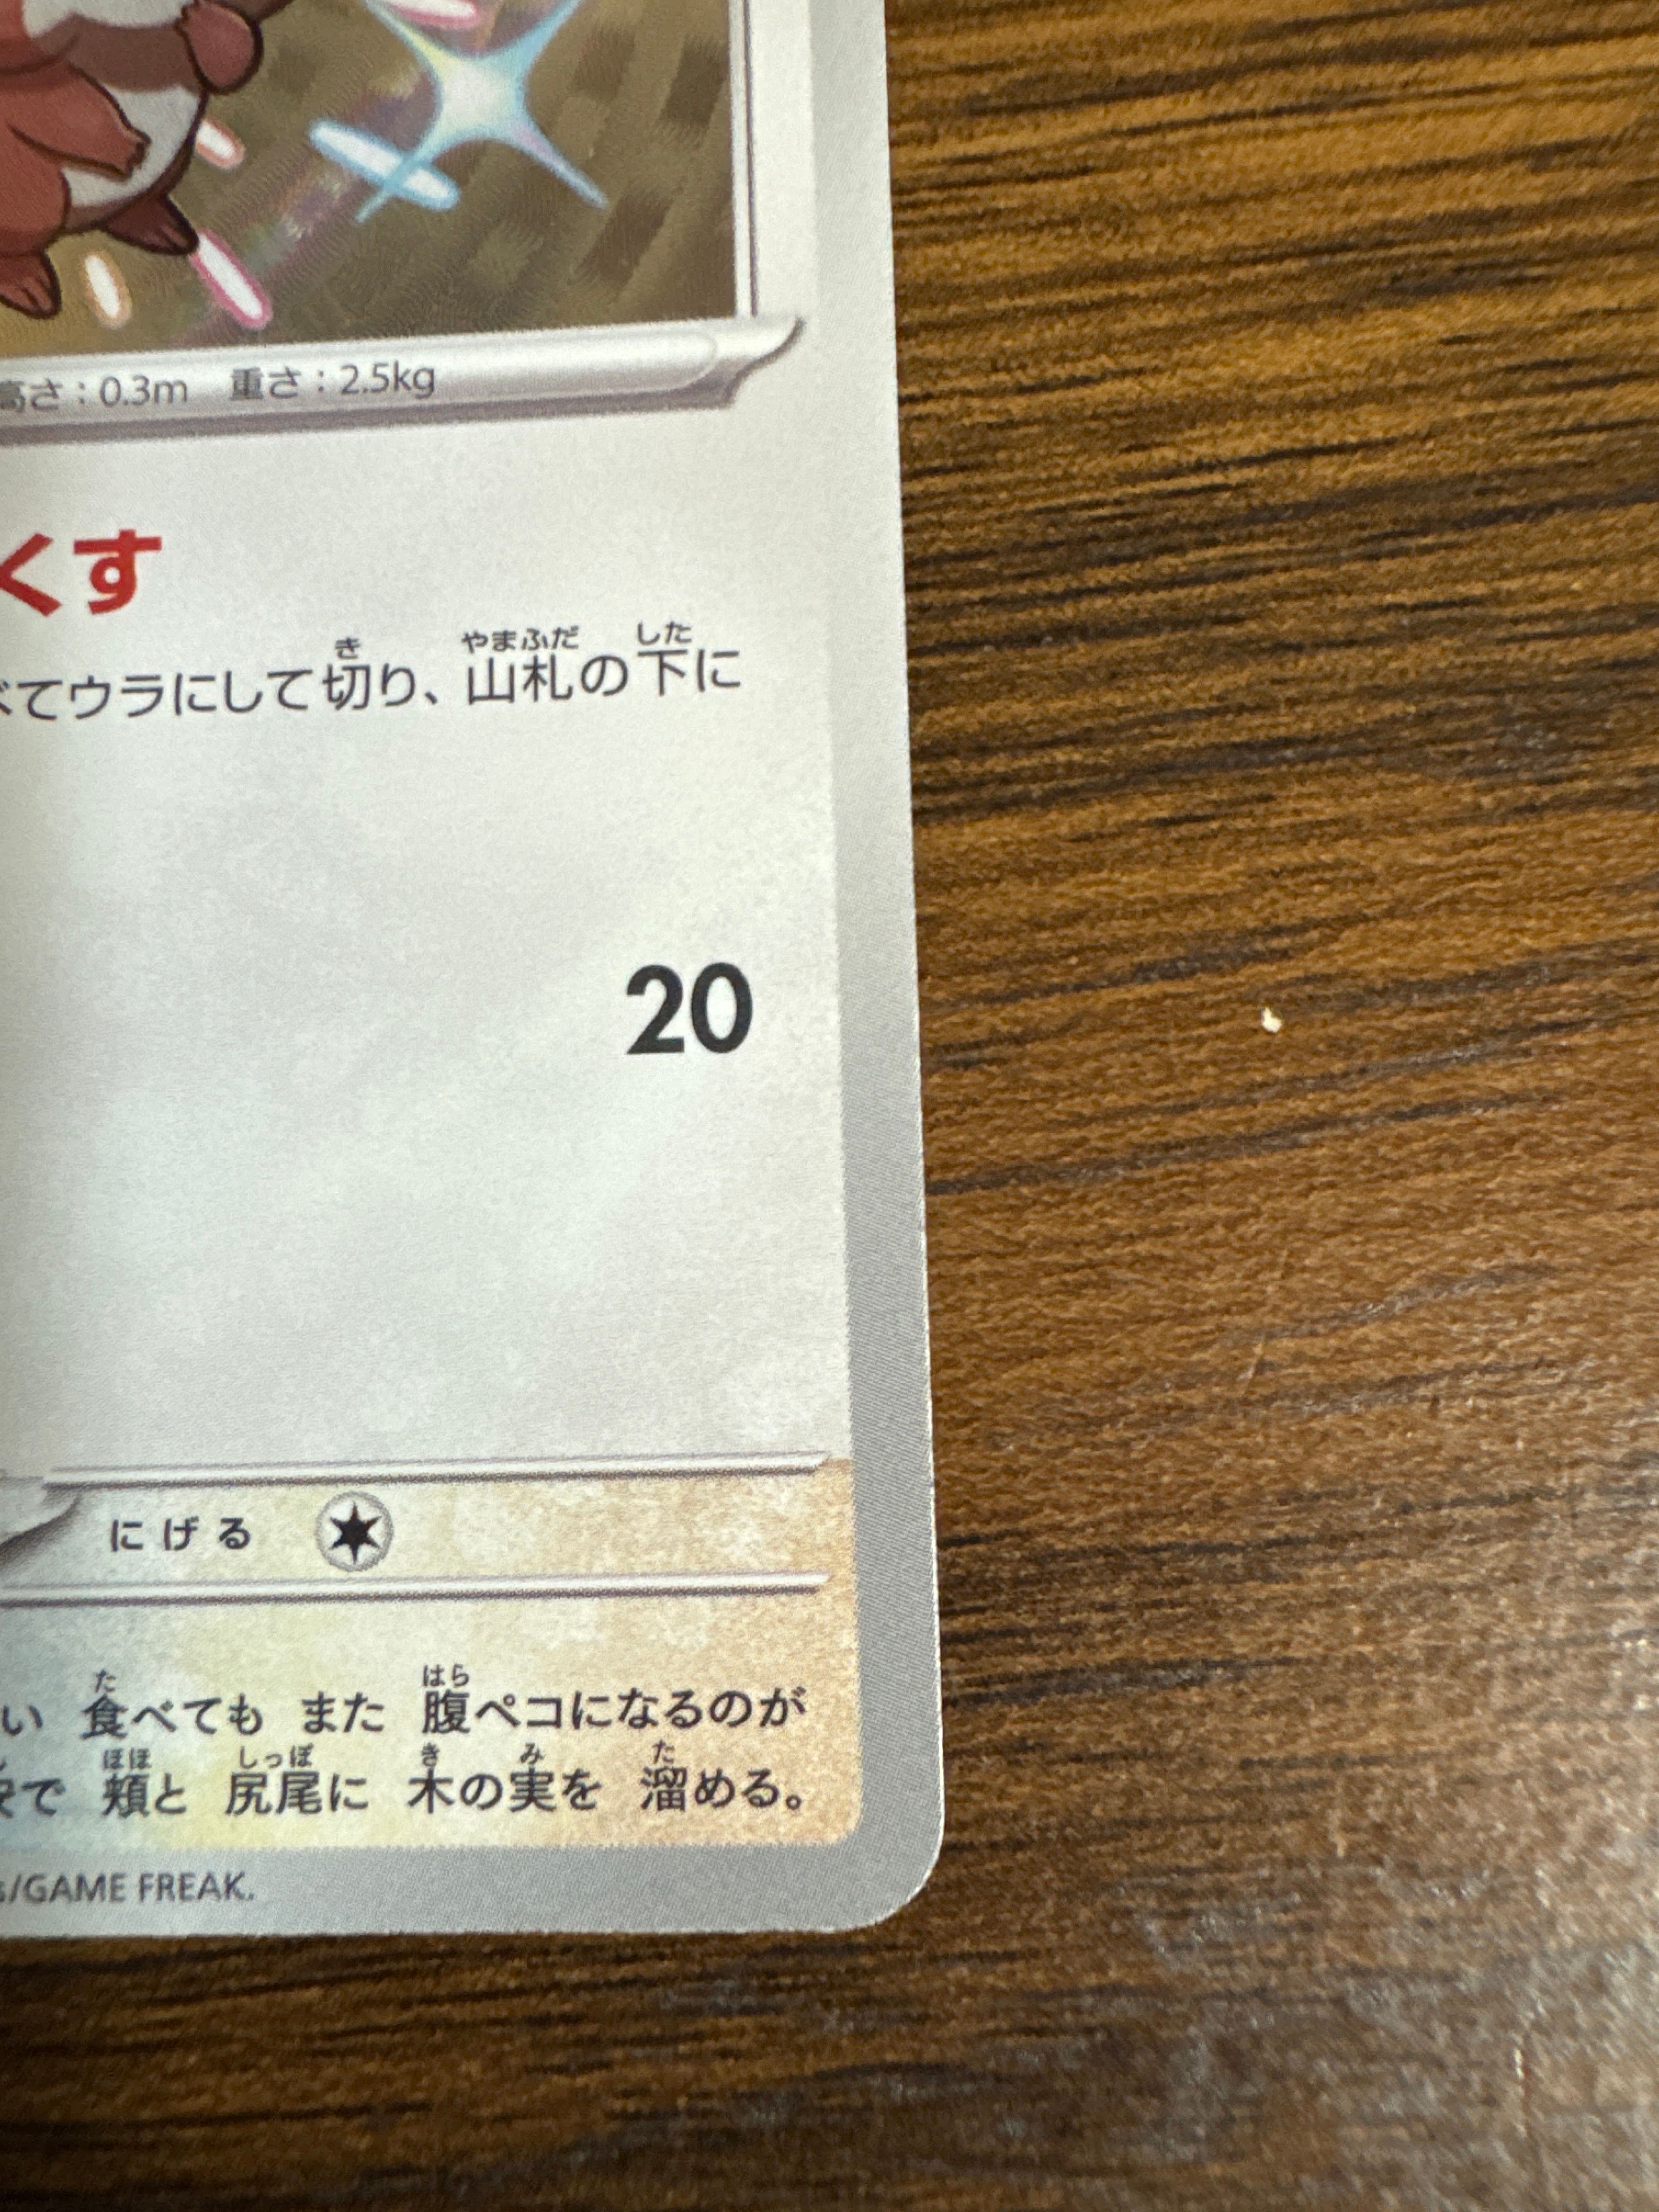 高さ：0.3m　重さ：2.5kg
くす
き　やまふだ　した
べてウラにして切り、山札の下に
20
にげる
た　はら
い 食べても また 腹ペコになるのが
ほほ　しっぽ　き　み　た
安で 頬と 尻尾に 木の実を 溜める。
/GAME FREAK.